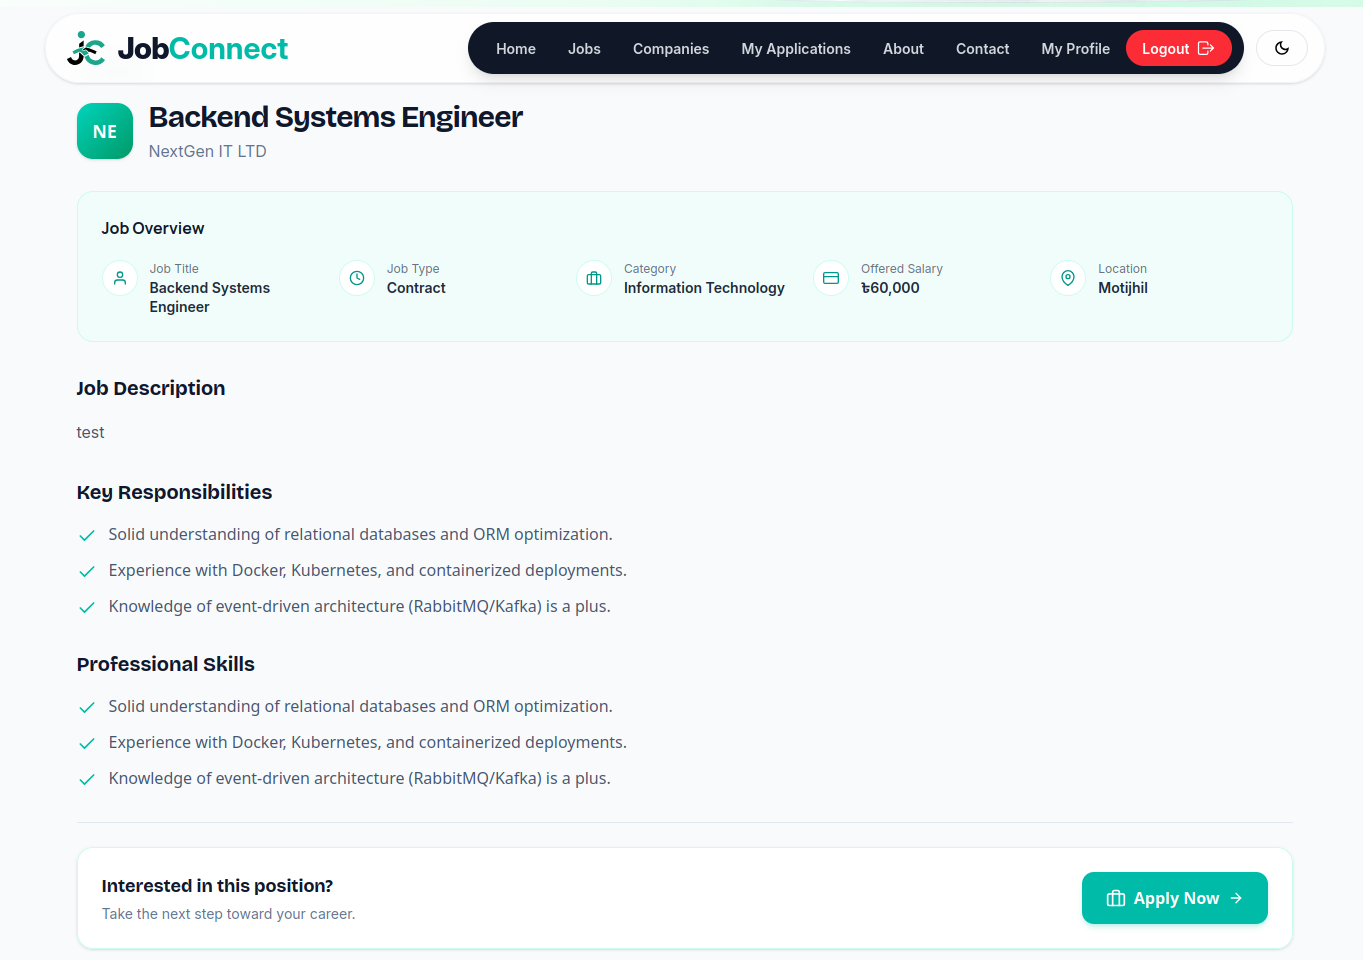 JobConnect
Home Jobs Companies My Applications About Contact My Profile Logout
NE
Backend Systems Engineer
NextGen IT LTD
Job Overview
Job Title
Backend Systems
Engineer
Job Type
Contract
Category
Information Technology
Offered Salary
৳60,000
Location
Motijhil
Job Description
test
Key Responsibilities
Solid understanding of relational databases and ORM optimization.
Experience with Docker, Kubernetes, and containerized deployments.
Knowledge of event-driven architecture (RabbitMQ/Kafka) is a plus.
Professional Skills
Solid understanding of relational databases and ORM optimization.
Experience with Docker, Kubernetes, and containerized deployments.
Knowledge of event-driven architecture (RabbitMQ/Kafka) is a plus.
Interested in this position?
Take the next step toward your career.
Apply Now